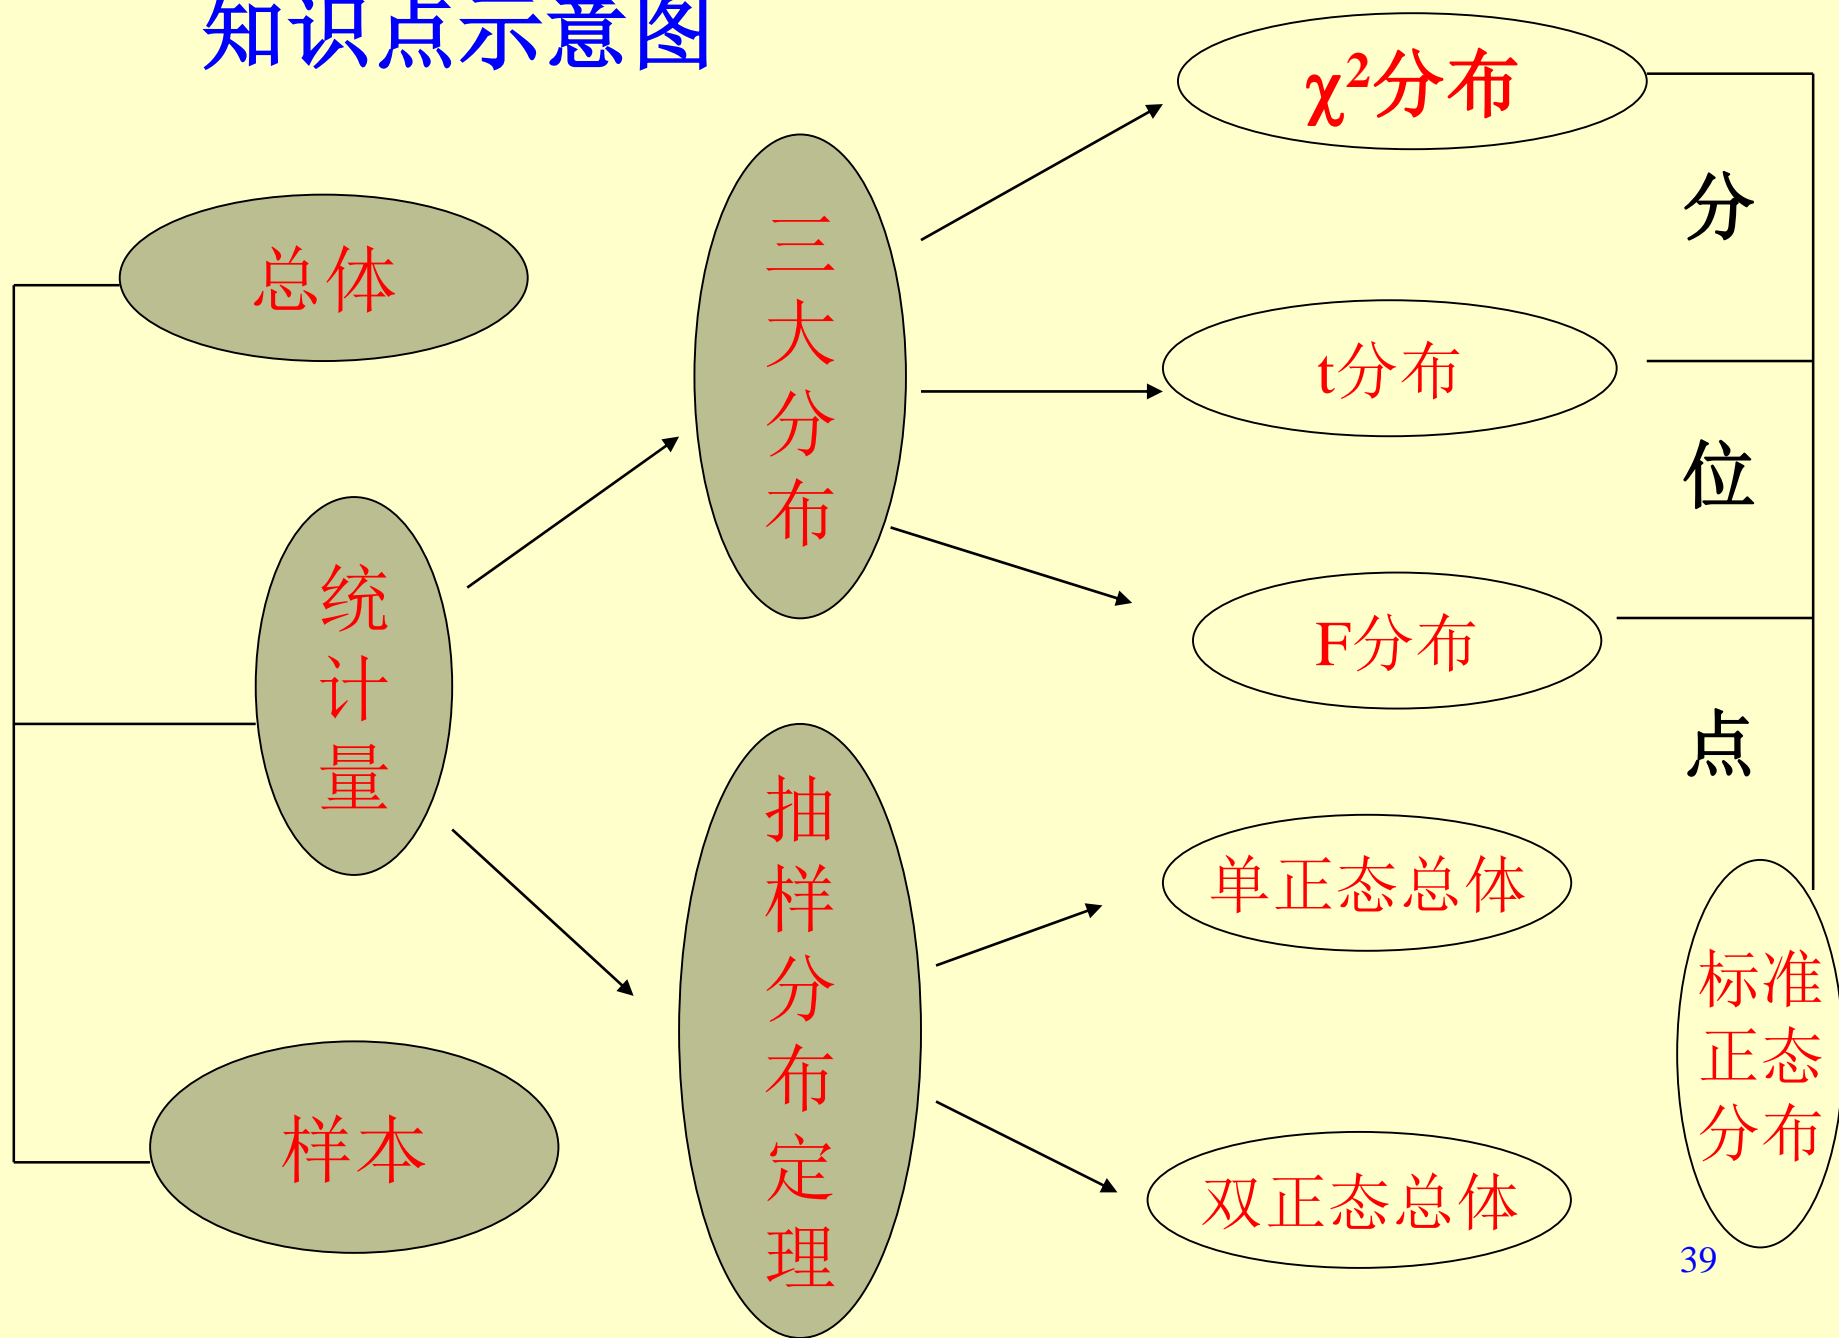 知识点示意图
总体
统计量
样本
三大分布
抽样分布定理
χ²分布
t分布
F分布
单正态总体
双正态总体
分位点
标准
正态
分布
39